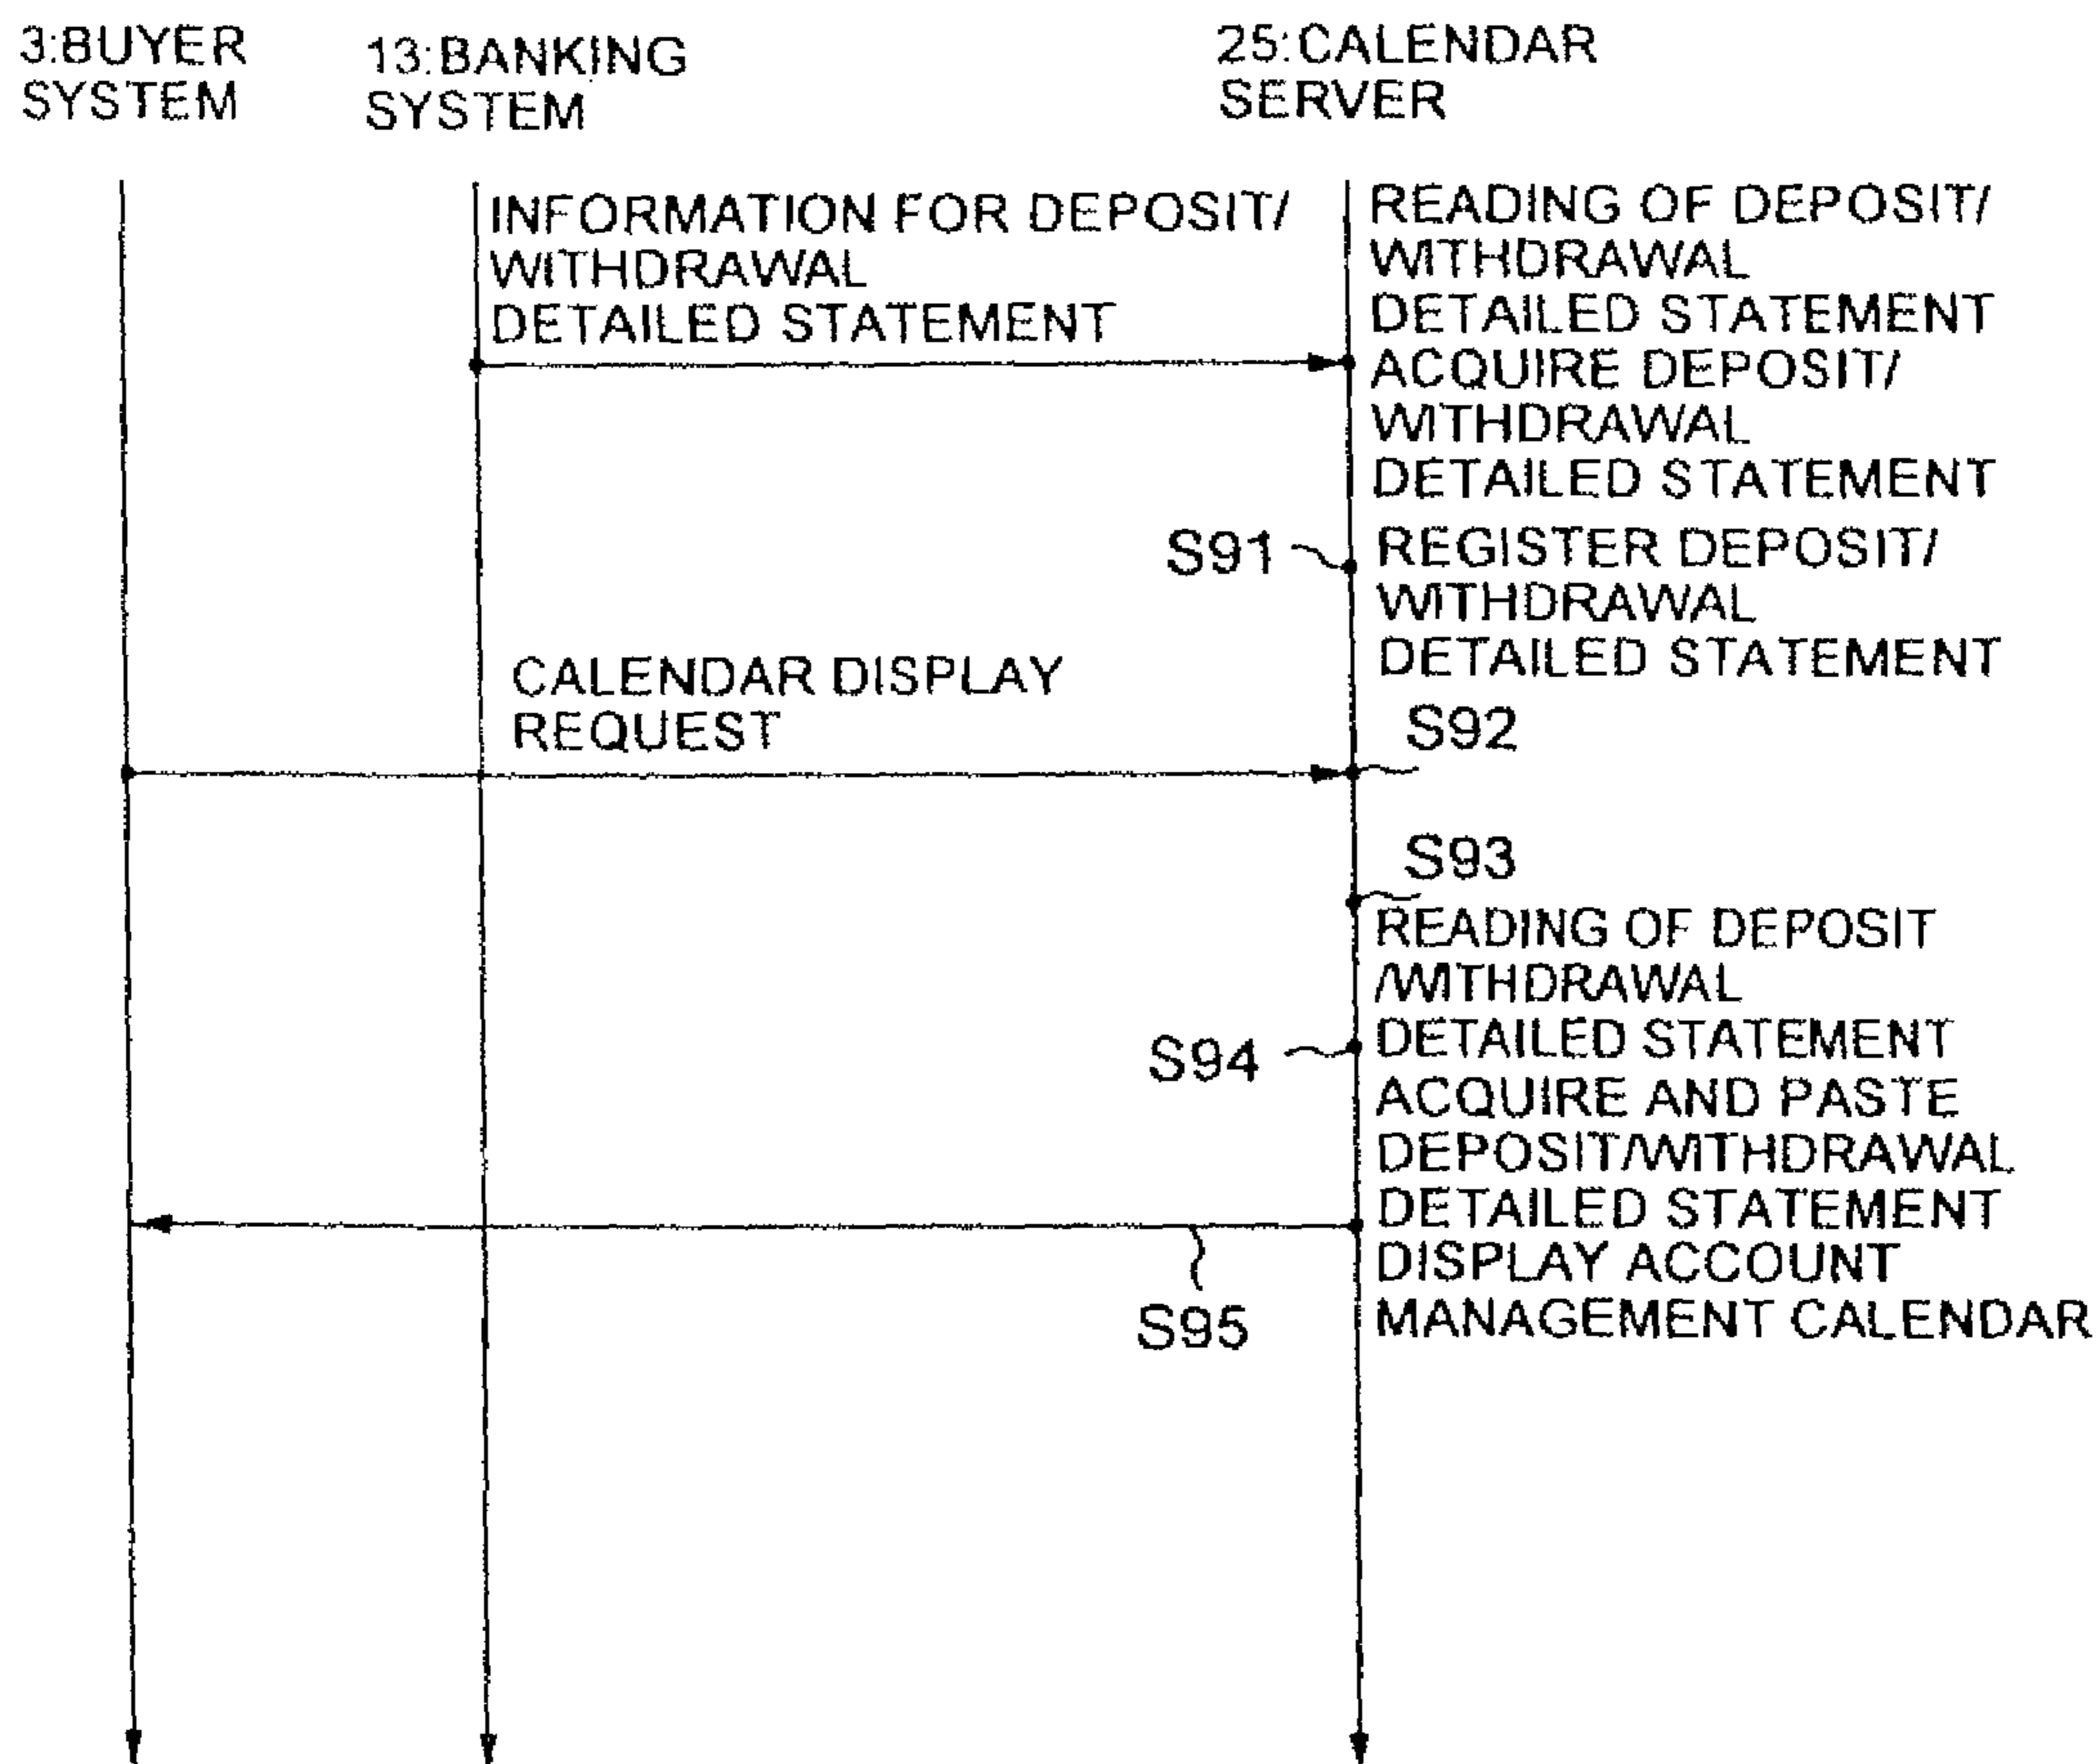 3:BUYER
SYSTEM
13:BANKING
SYSTEM
25:CALENDAR
SERVER
INFORMATION FOR DEPOSIT/
WITHDRAWAL
DETAILED STATEMENT
READING OF DEPOSIT/
WITHDRAWAL
DETAILED STATEMENT
ACQUIRE DEPOSIT/
WITHDRAWAL
DETAILED STATEMENT
S91
REGISTER DEPOSIT/
WITHDRAWAL
DETAILED STATEMENT
CALENDAR DISPLAY
REQUEST
S92
S93
READING OF DEPOSIT
/WITHDRAWAL
DETAILED STATEMENT
S94
ACQUIRE AND PASTE
DEPOSIT/WITHDRAWAL
DETAILED STATEMENT
DISPLAY ACCOUNT
MANAGEMENT CALENDAR
S95